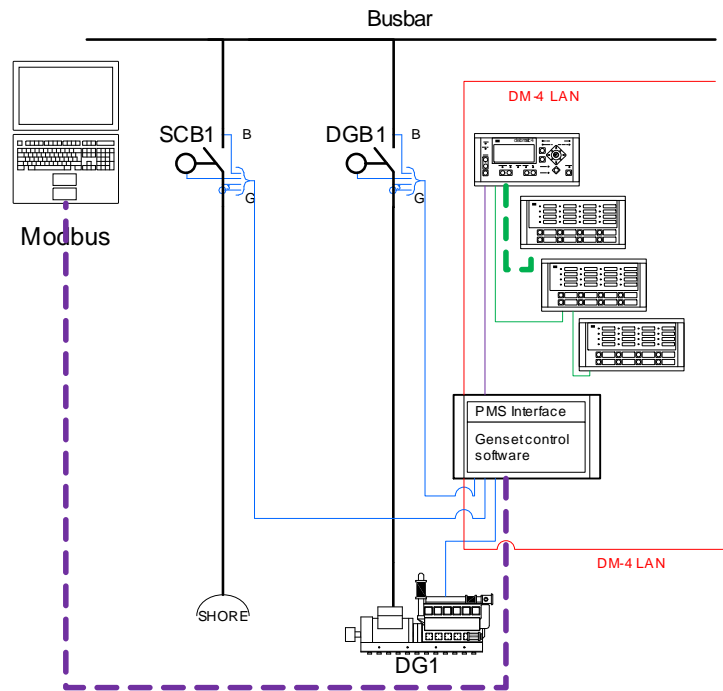 Busbar
DM-4 LAN
SCB1
B
DGB1
B
G
G
Modbus
PMS Interface
Genset control
software
DM-4 LAN
SHORE
DG1